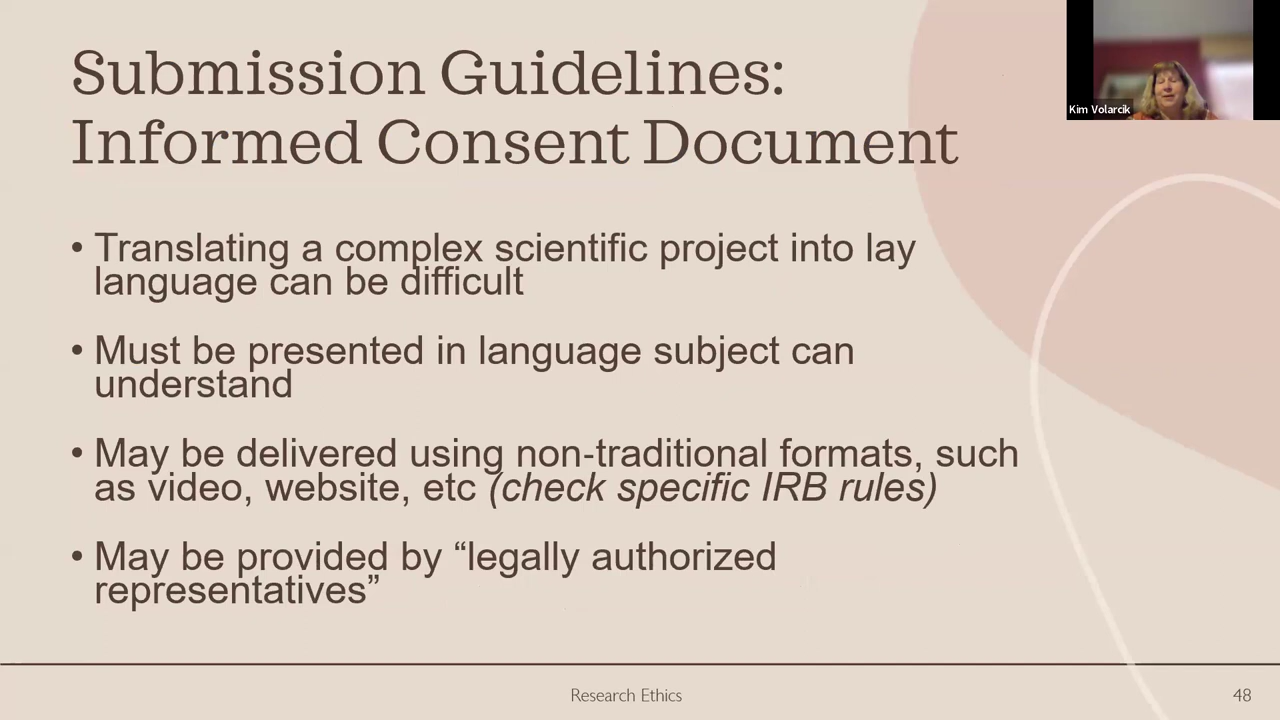 Submission Guidelines:
Informed Consent Document
Kim Volarcik
• Translating a complex scientific project into lay
language can be difficult
• Must be presented in language subject can
understand
• May be delivered using non-traditional formats, such
as video, website, etc (check specific IRB rules)
• May be provided by “legally authorized
representatives”
Research Ethics
48